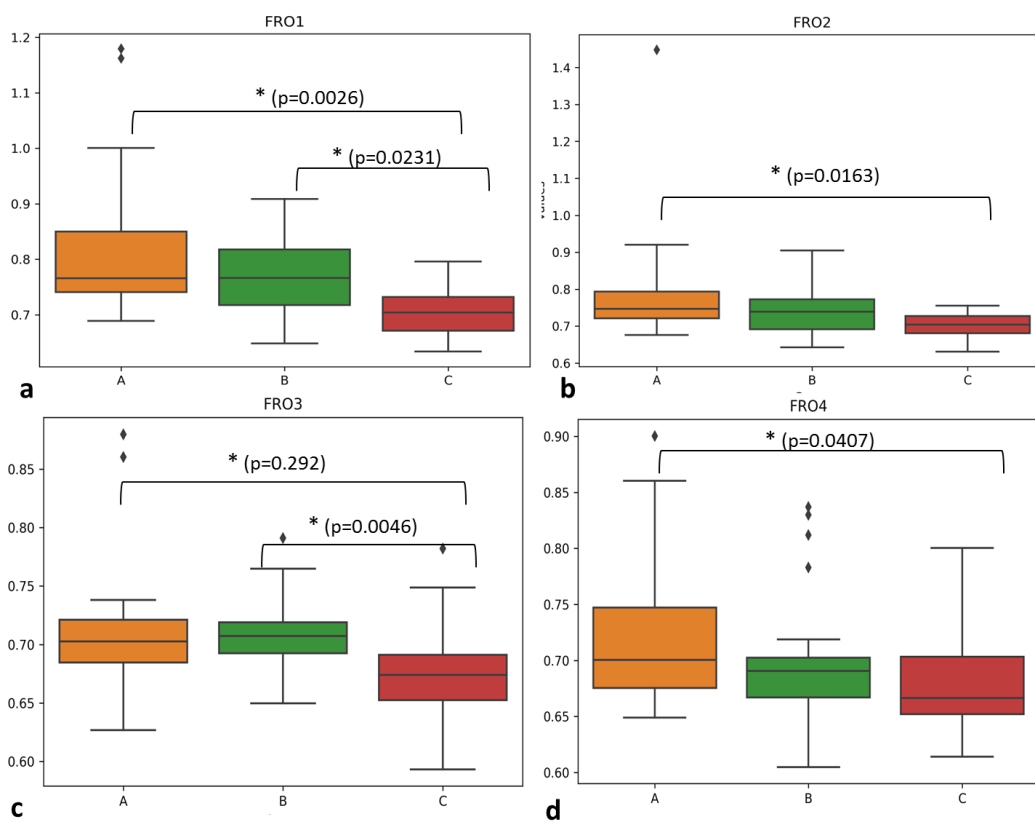 FRO1
1.2
1.1
1.0
0.9
0.8
0.7
* (p=0.0026)
* (p=0.0231)
A B C
a
FRO2
1.4
1.3
1.2
1.1
1.0
0.9
0.8
0.7
0.6
* (p=0.0163)
A B C
b
FRO3
0.85
0.80
0.75
0.70
0.65
0.60
* (p=0.292)
* (p=0.0046)
A B C
c
FRO4
0.90
0.85
0.80
0.75
0.70
0.65
0.60
* (p=0.0407)
A B C
d